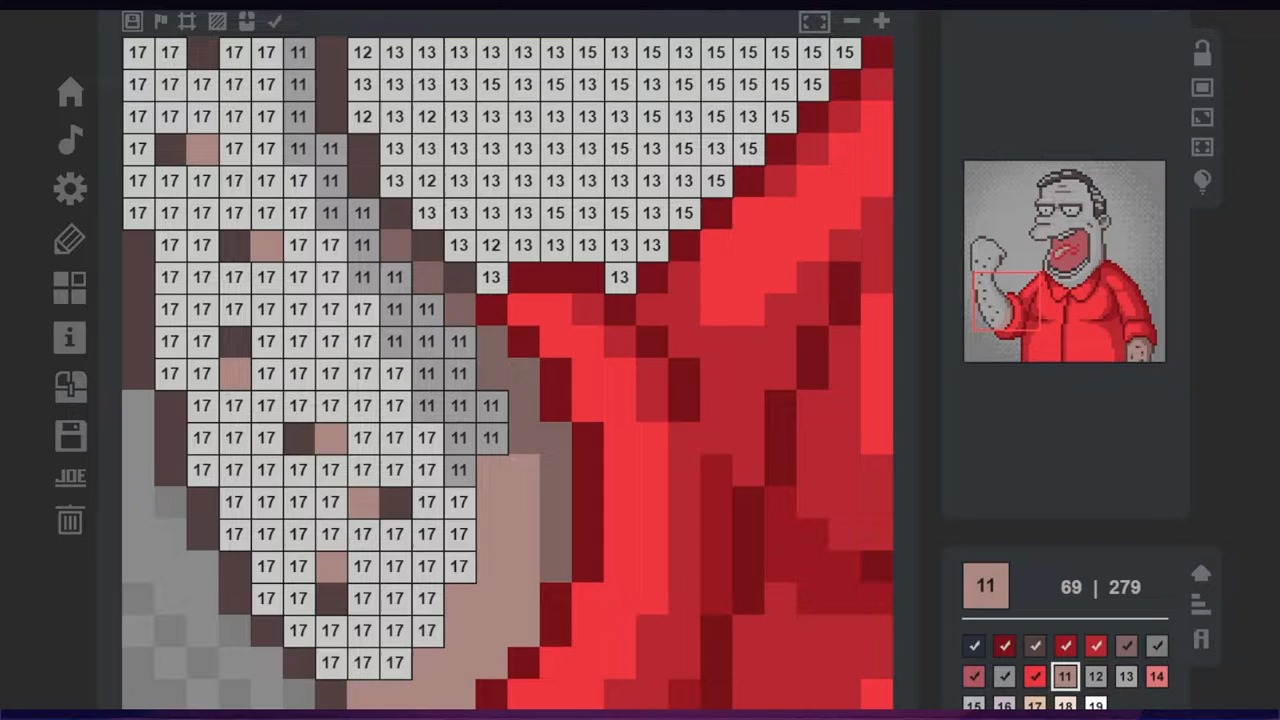 17 17 17 17 11 12 13 13 13 13 13 13 15 13 15 13 15 15 15 15 15
17 17 17 17 17 11 13 13 13 13 15 13 15 13 13 15 13 15 15 15 15
17 17 17 17 17 11 12 13 12 13 13 13 13 13 13 15 13 15 13 15
17 17 17 11 11 13 13 13 13 13 13 13 15 13 15 13 15
17 17 17 17 17 17 11 13 12 13 13 13 13 13 13 13 13 15
17 17 17 17 17 17 11 11 13 13 13 13 15 13 15 13 15
17 17 17 17 11 13 12 13 15 13 13 13
17 17 17 17 17 17 11 11 13 13
17 17 17 17 17 17 17 11 11
17 17 17 17 17 17 11 11 11
17 17 17 17 17 17 17 11 11
17 17 17 17 17 17 17 11 11 11
17 17 17 17 17 17 11 11
17 17 17 17 17 17 17 17 11
17 17 17 17 17 17
17 17 17 17 17 17 17 17
17 17 17 17 17 17
17 17 17 17 17
17 17 17 17 17
17 17 17
JOE
11 69 | 279
11 12 13 14
15 16 17 18 19